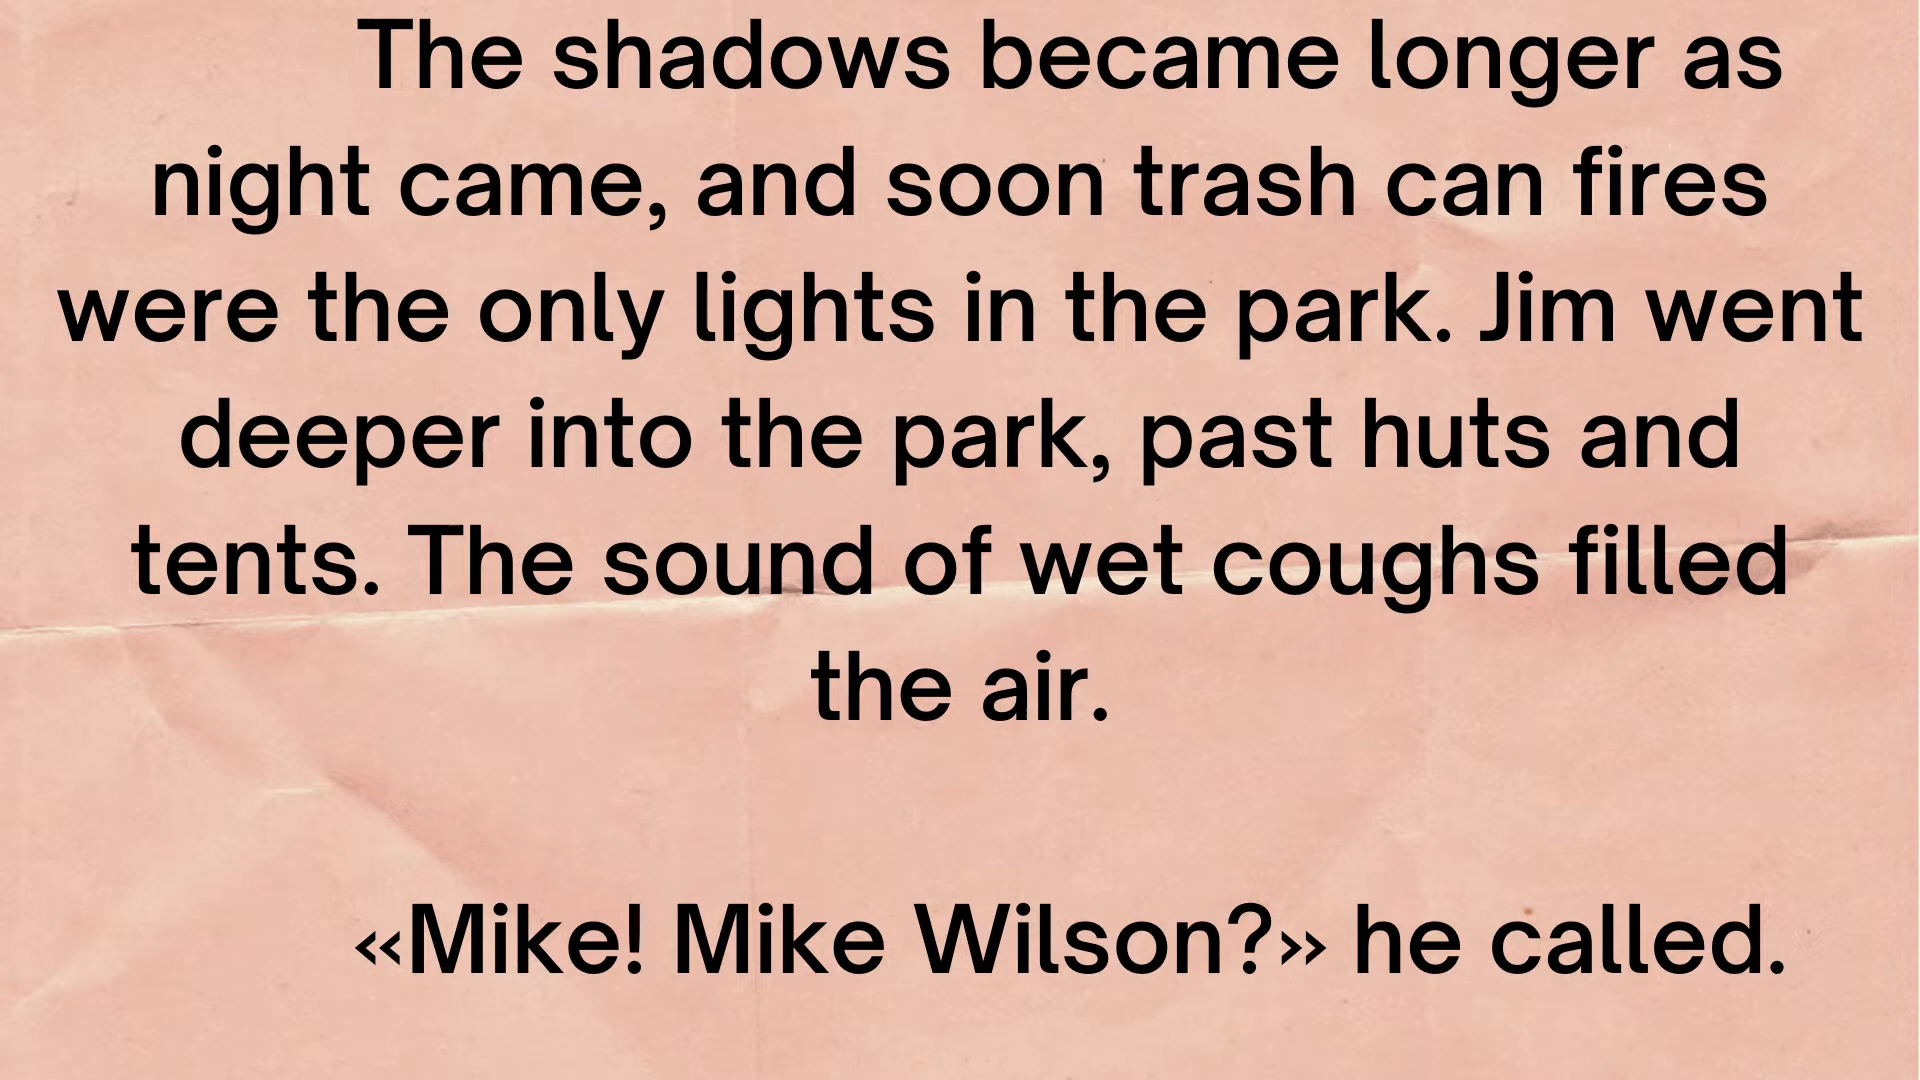 The shadows became longer as
night came, and soon trash can fires
were the only lights in the park. Jim went
deeper into the park, past huts and
tents. The sound of wet coughs filled
the air.
«Mike! Mike Wilson?» he called.